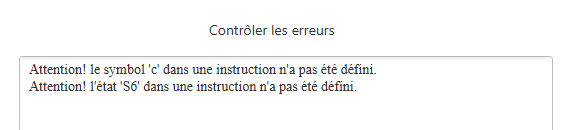 Contrôler les erreurs
Attention! le symbol 'c' dans une instruction n'a pas été défini.
Attention! l'état 'S6' dans une instruction n'a pas été défini.